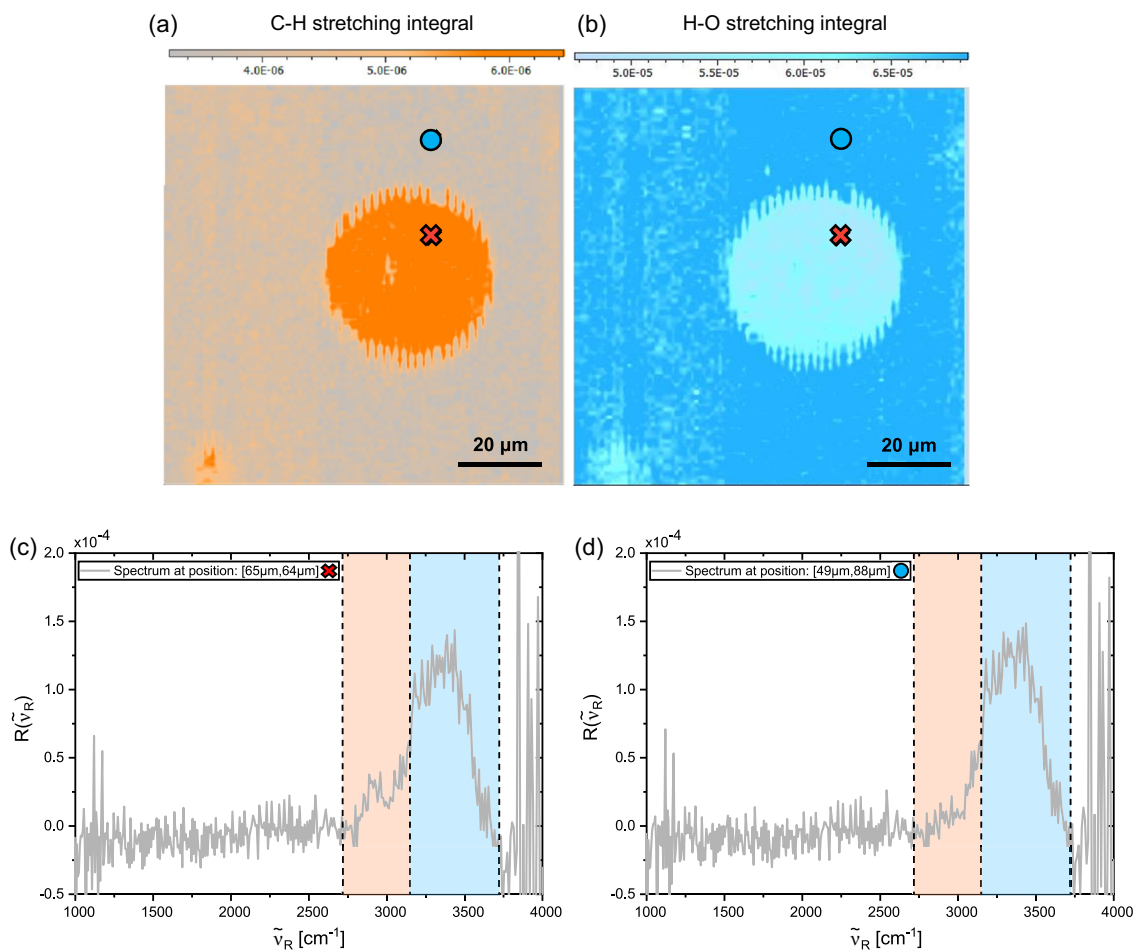 (a) C-H stretching integral
4.0E-06 5.0E-06 6.0E-06
20 µm
(b) H-O stretching integral
5.0E-05 5.5E-05 6.0E-05 6.5E-05
20 µm
(c)
x10⁻⁴
2.0
1.5
1.0
0.5
0.0
-0.5
R(ν̃_R)
Spectrum at position: [65µm,64µm]
1000 1500 2000 2500 3000 3500 4000
ν̃_R [cm⁻¹]
(d)
x10⁻⁴
2.0
1.5
1.0
0.5
0.0
-0.5
R(ν̃_R)
Spectrum at position: [49µm,88µm]
1000 1500 2000 2500 3000 3500 4000
ν̃_R [cm⁻¹]